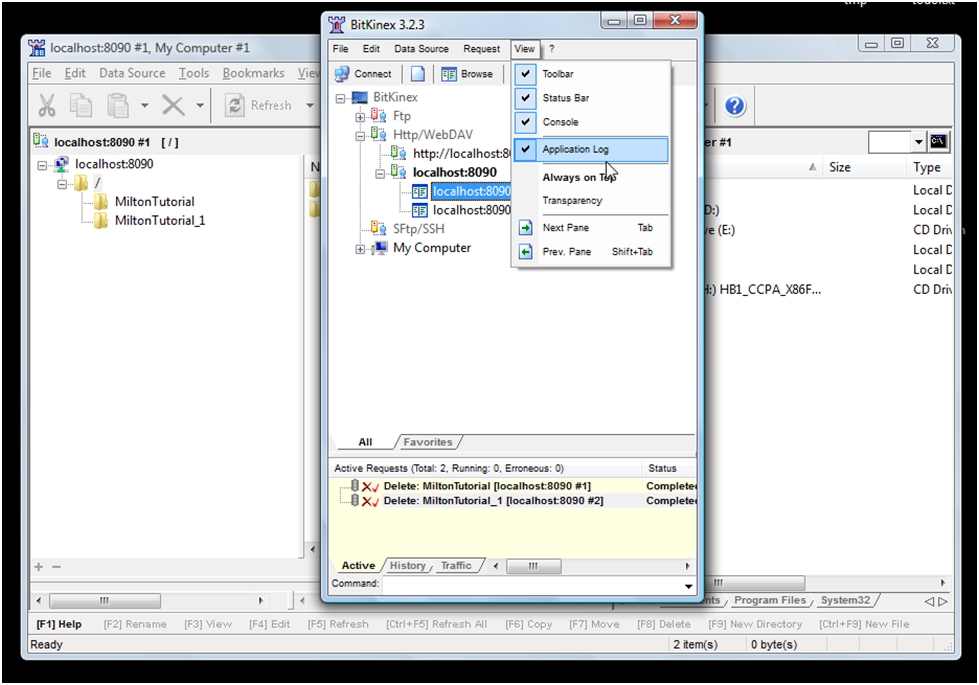 BitKinex 3.2.3
localhost:8090 #1, My Computer #1
File Edit Data Source Request View ?
File Edit Data Source Tools Bookmarks
Connect Browse
Refresh
Toolbar
Status Bar
Console
Application Log
Always on Top
Transparency
Next Pane Tab
Prev. Pane Shift+Tab
BitKinex
Ftp
Http/WebDAV
http://localhost:8
localhost:8090
localhost:8090
localhost:8090
SFtp/SSH
My Computer
localhost:8090 #1 [ / ]
localhost:8090
/
MiltonTutorial
MiltonTutorial_1
er #1
Size Type
Local D
D:) Local D
ve (E:) CD Driv
Local D
Local D
H:) HB1_CCPA_X86F... CD Driv
All Favorites
Active Requests (Total: 2, Running: 0, Erroneous: 0) Status
Delete: MiltonTutorial [localhost:8090 #1] Complete
Delete: MiltonTutorial_1 [localhost:8090 #2] Complete
Active History Traffic
Command:
Program Files System32
[F1] Help [F2] Rename [F3] View [F4] Edit [F5] Refresh [Ctrl+F5] Refresh All [F6] Copy [F7] Move [F8] Delete [F9] New Directory [Ctrl+F9] New File
Ready 2 item(s) 0 byte(s)